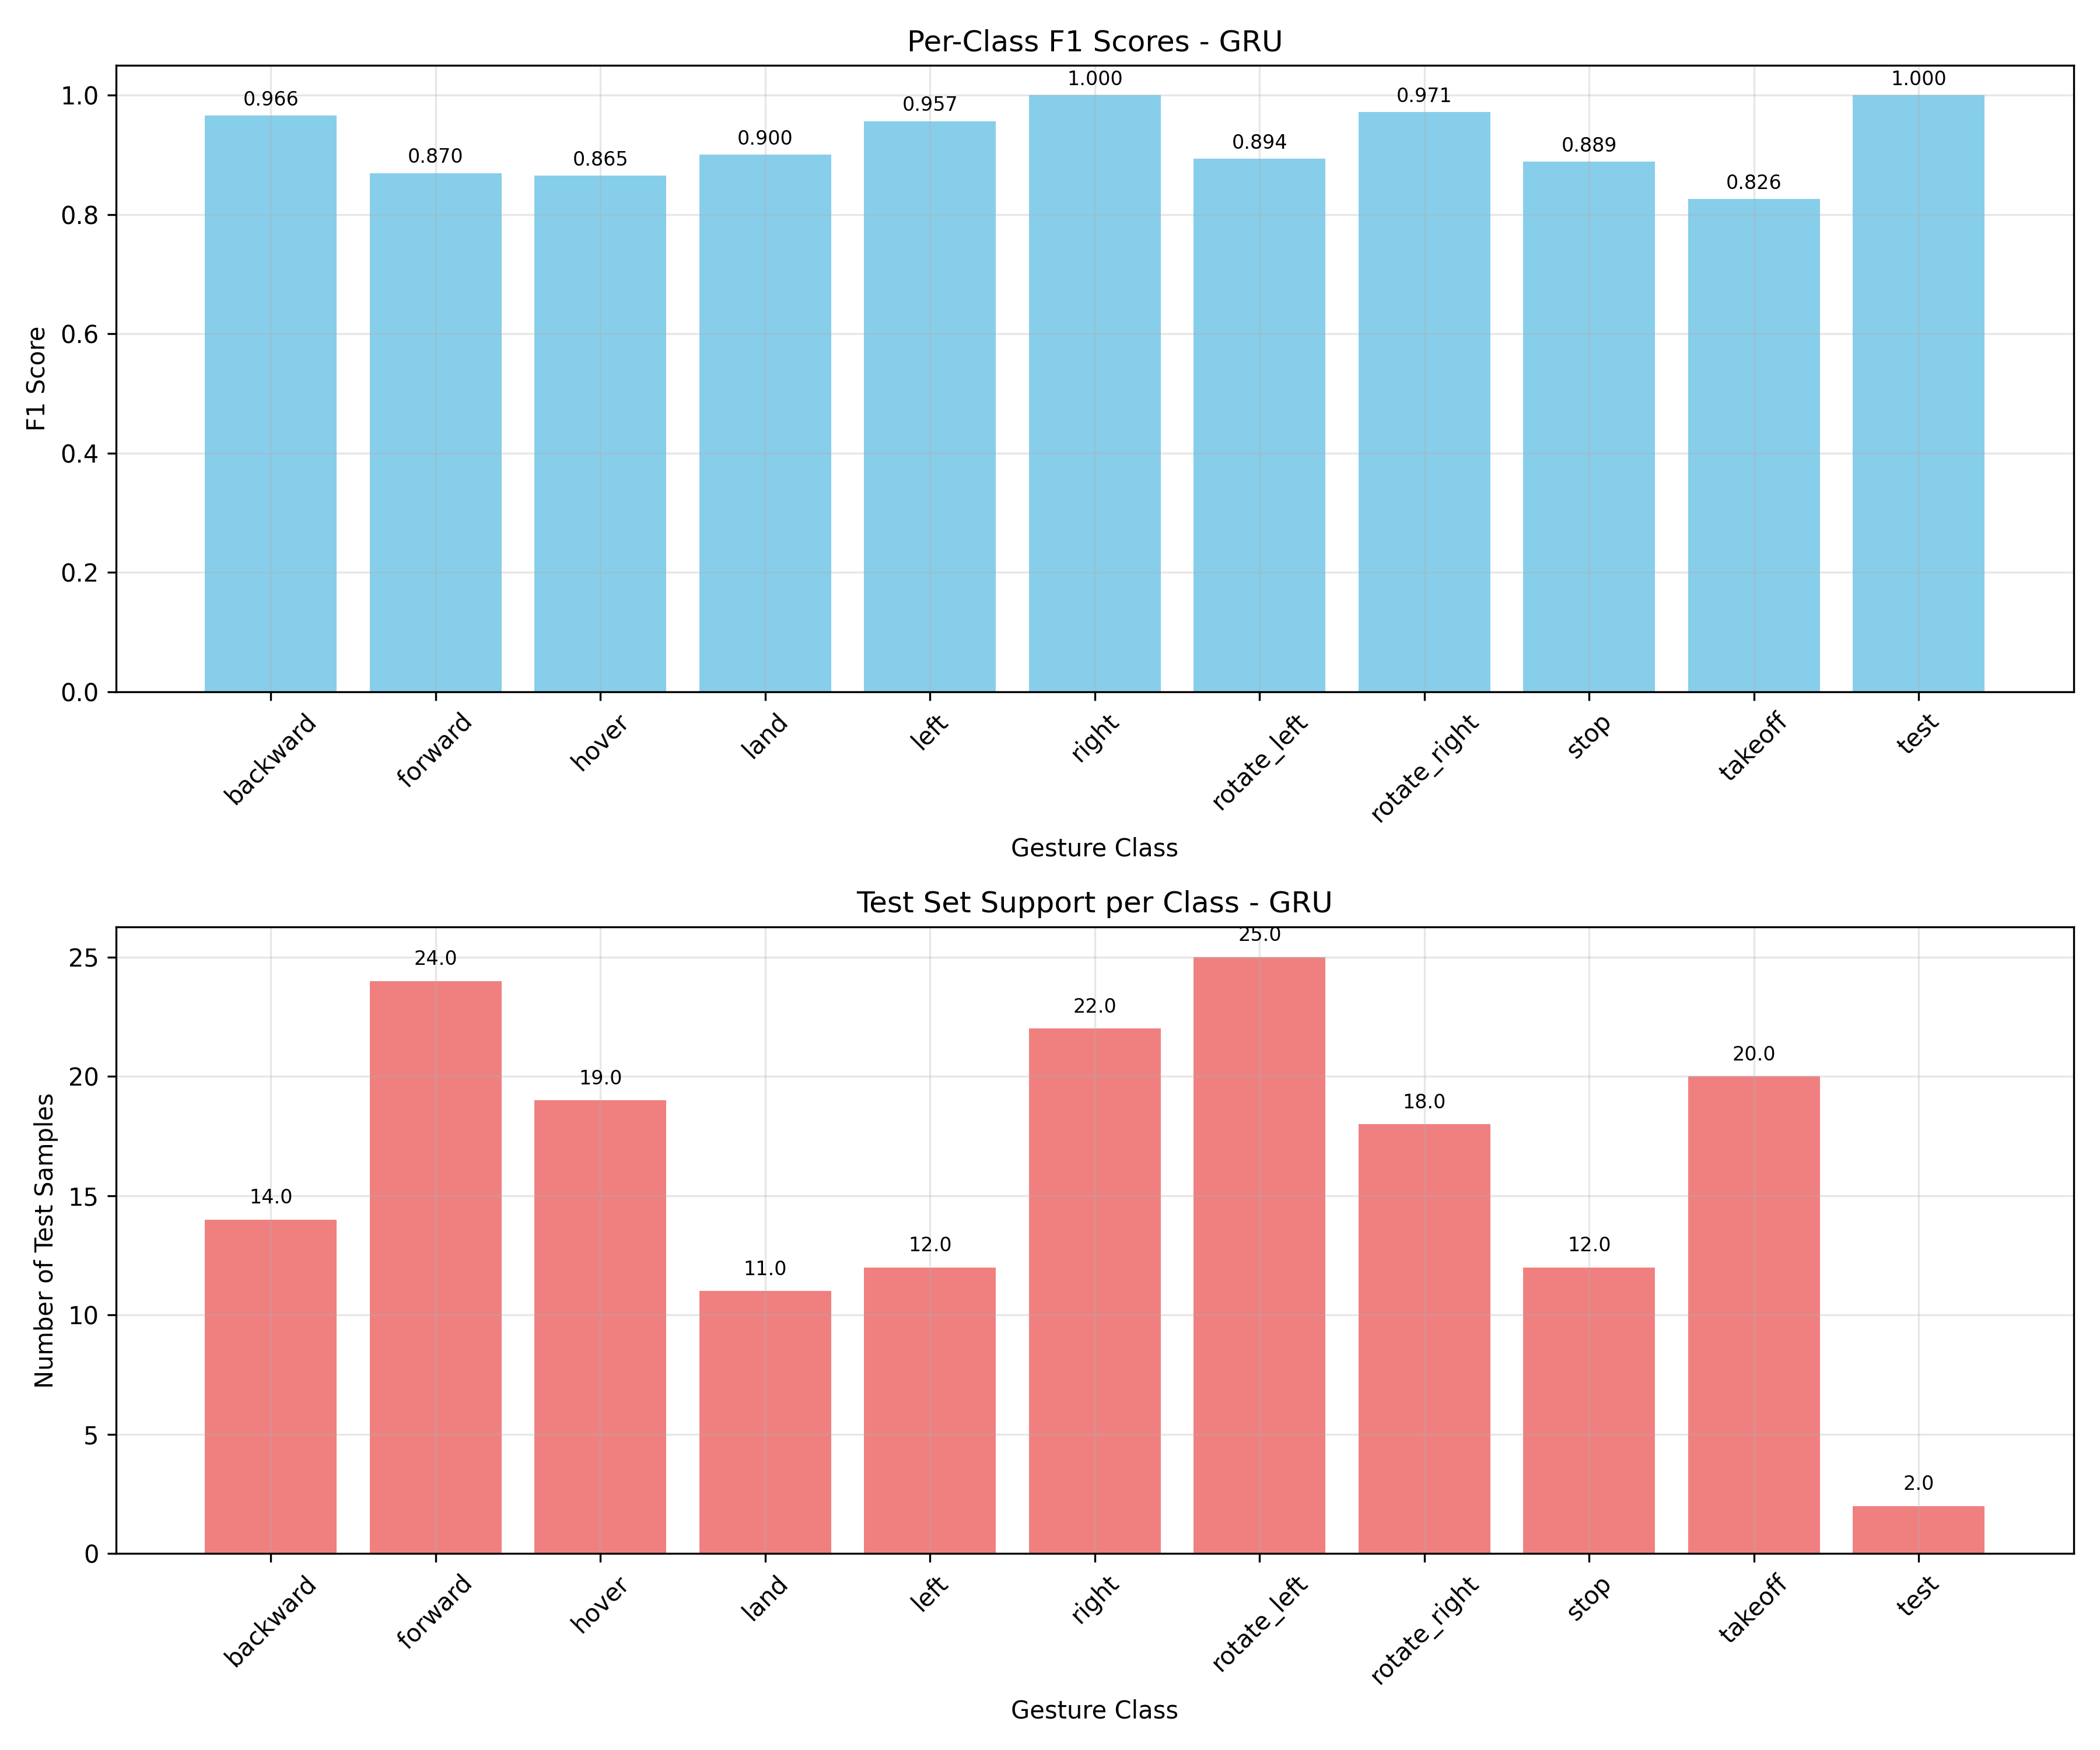 Per-Class F1 Scores - GRU
1.000
1.000
1.0
0.966
0.971
0.957
0.900
0.894
0.889
0.870
0.865
0.826
0.8
0.6
F1 Score
0.4
0.2
0.0
backward
forward
hover
land
left
right
rotate_left
rotate_right
stop
takeoff
test
Gesture Class
Test Set Support per Class - GRU
25.0
25
24.0
22.0
20.0
20
19.0
18.0
15
14.0
Number of Test Samples
12.0
12.0
11.0
10
5
2.0
0
backward
forward
hover
land
left
right
rotate_left
rotate_right
stop
takeoff
test
Gesture Class